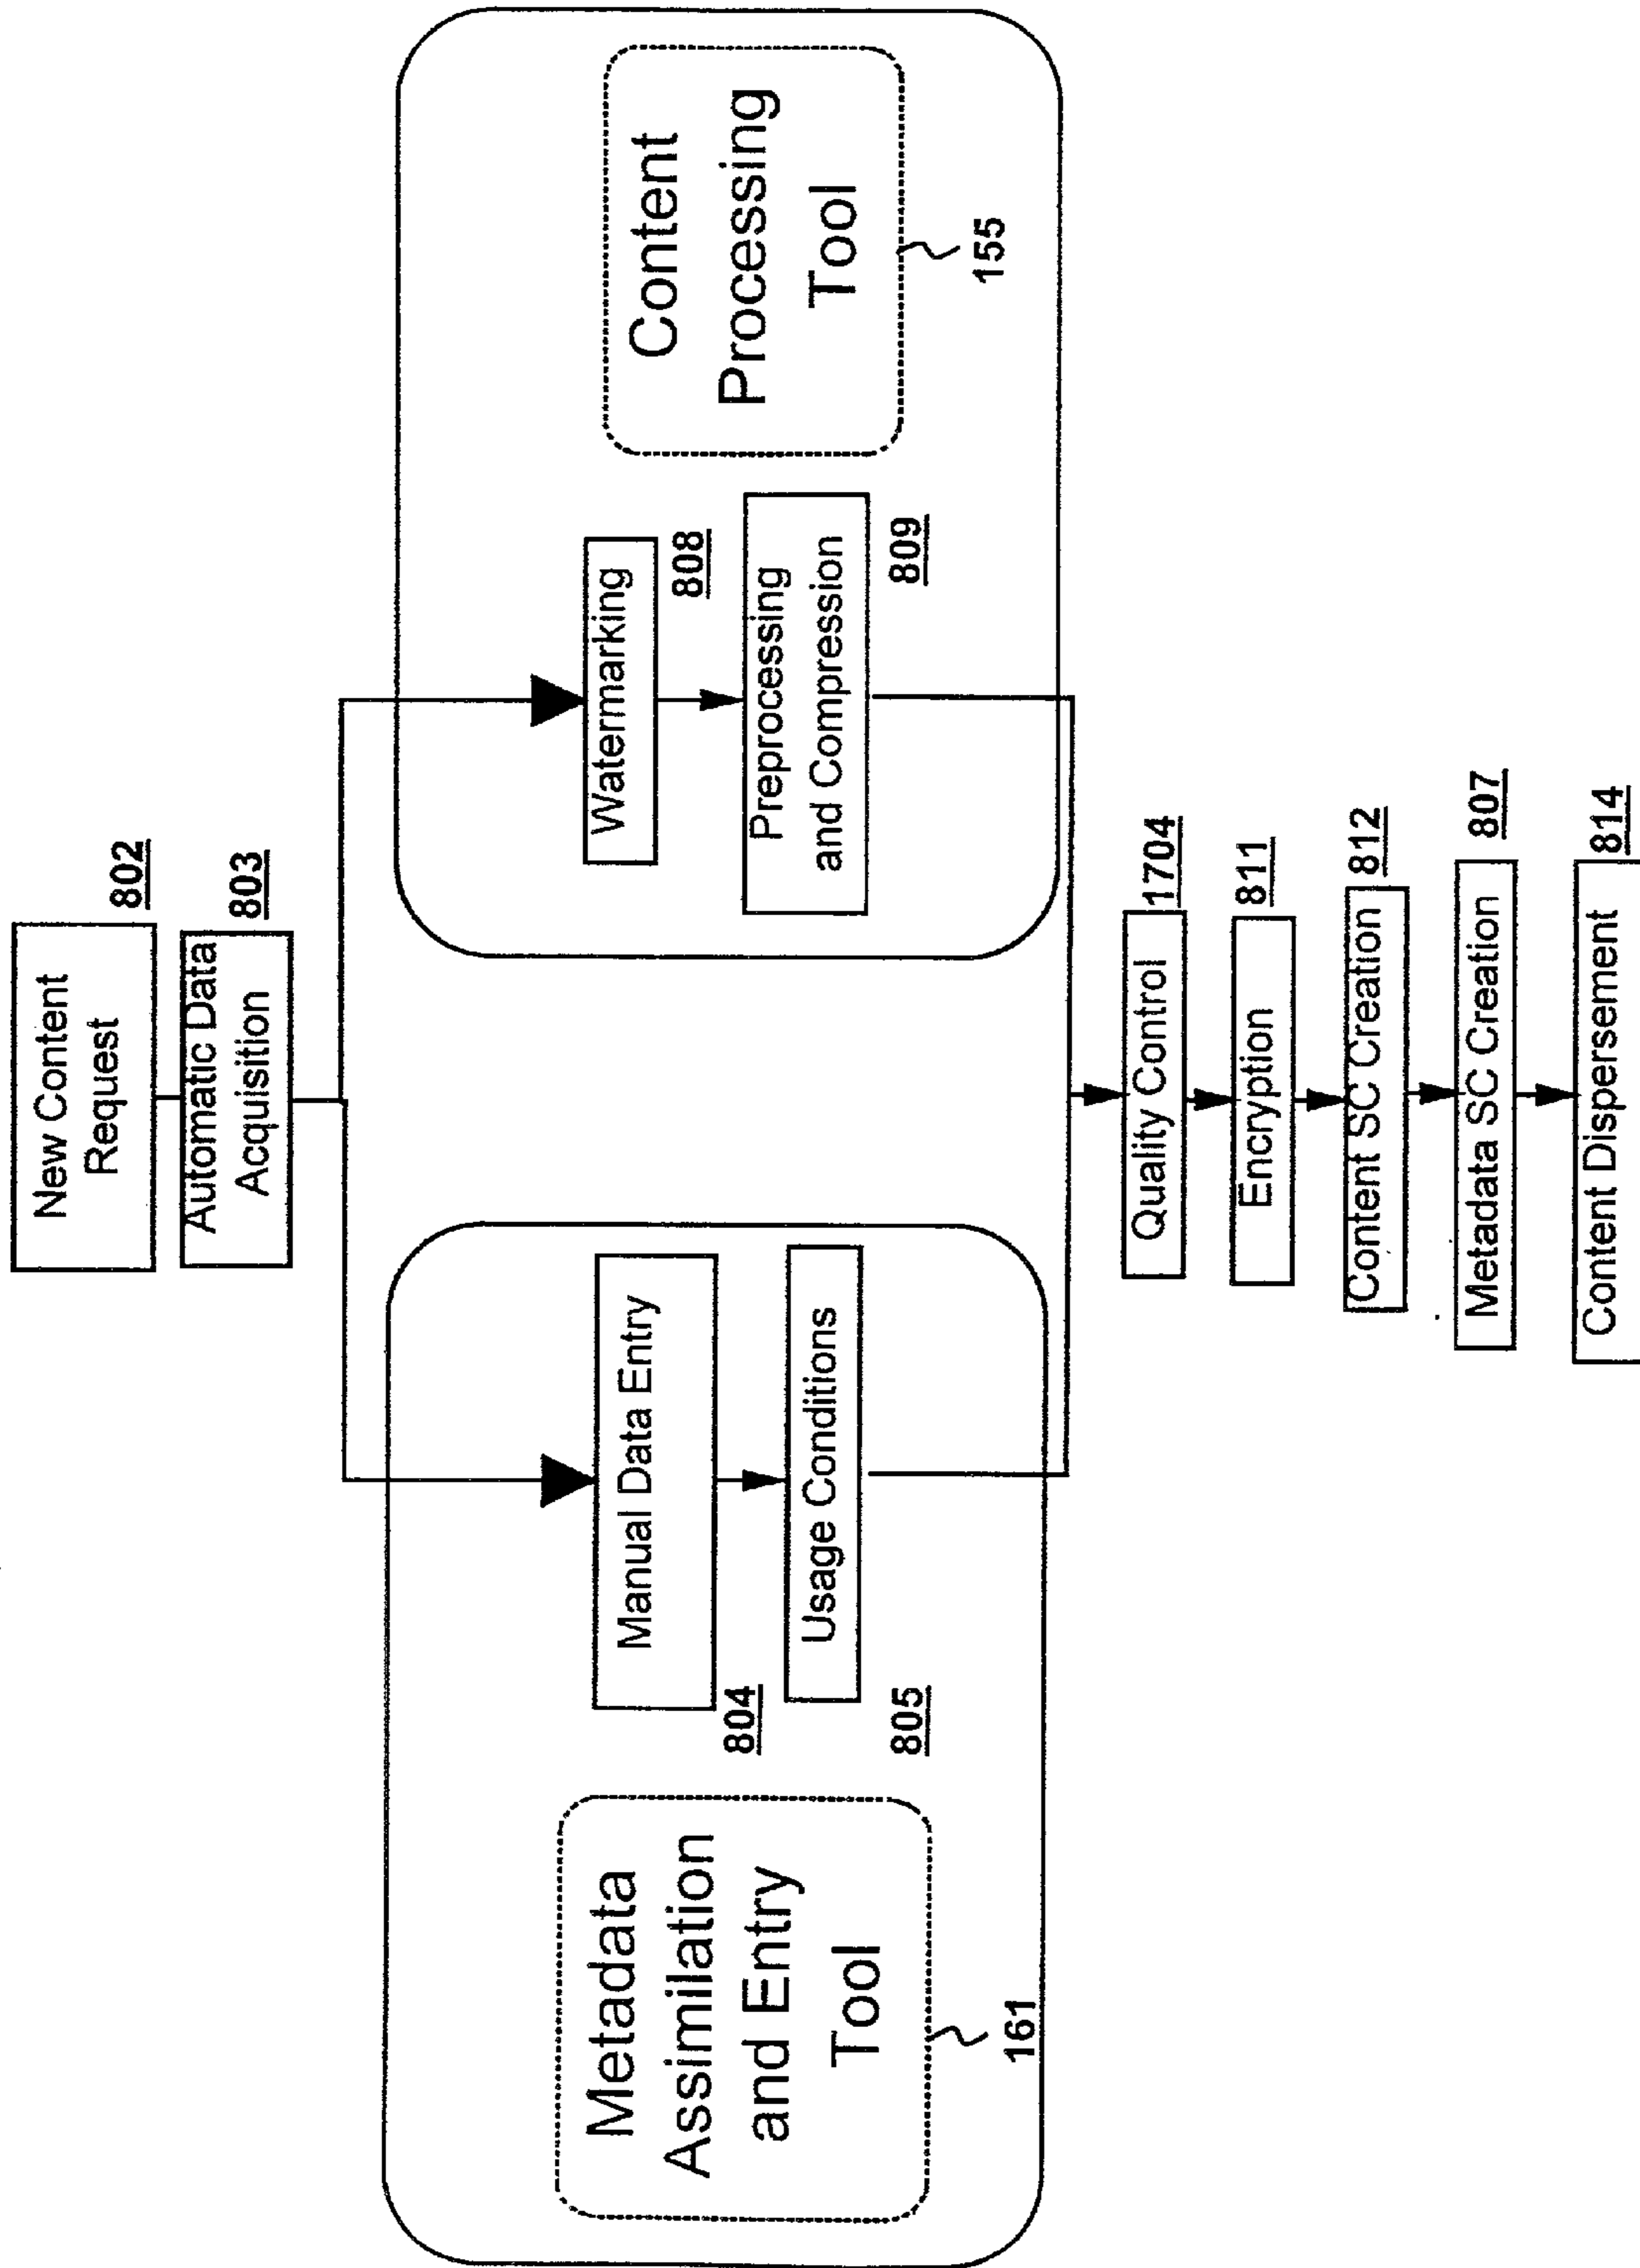 New Content
Request
802
Automatic Data
Acquisition
803
Metadata
Assimilation
and Entry
Tool
161
Manual Data Entry
804
Usage Conditions
805
Watermarking
808
Preprocessing
and Compression
809
Content
Processing
Tool
155
Quality Control
1704
Encryption
811
Content SC Creation
812
Metadata SC Creation
807
Content Dispersement
814